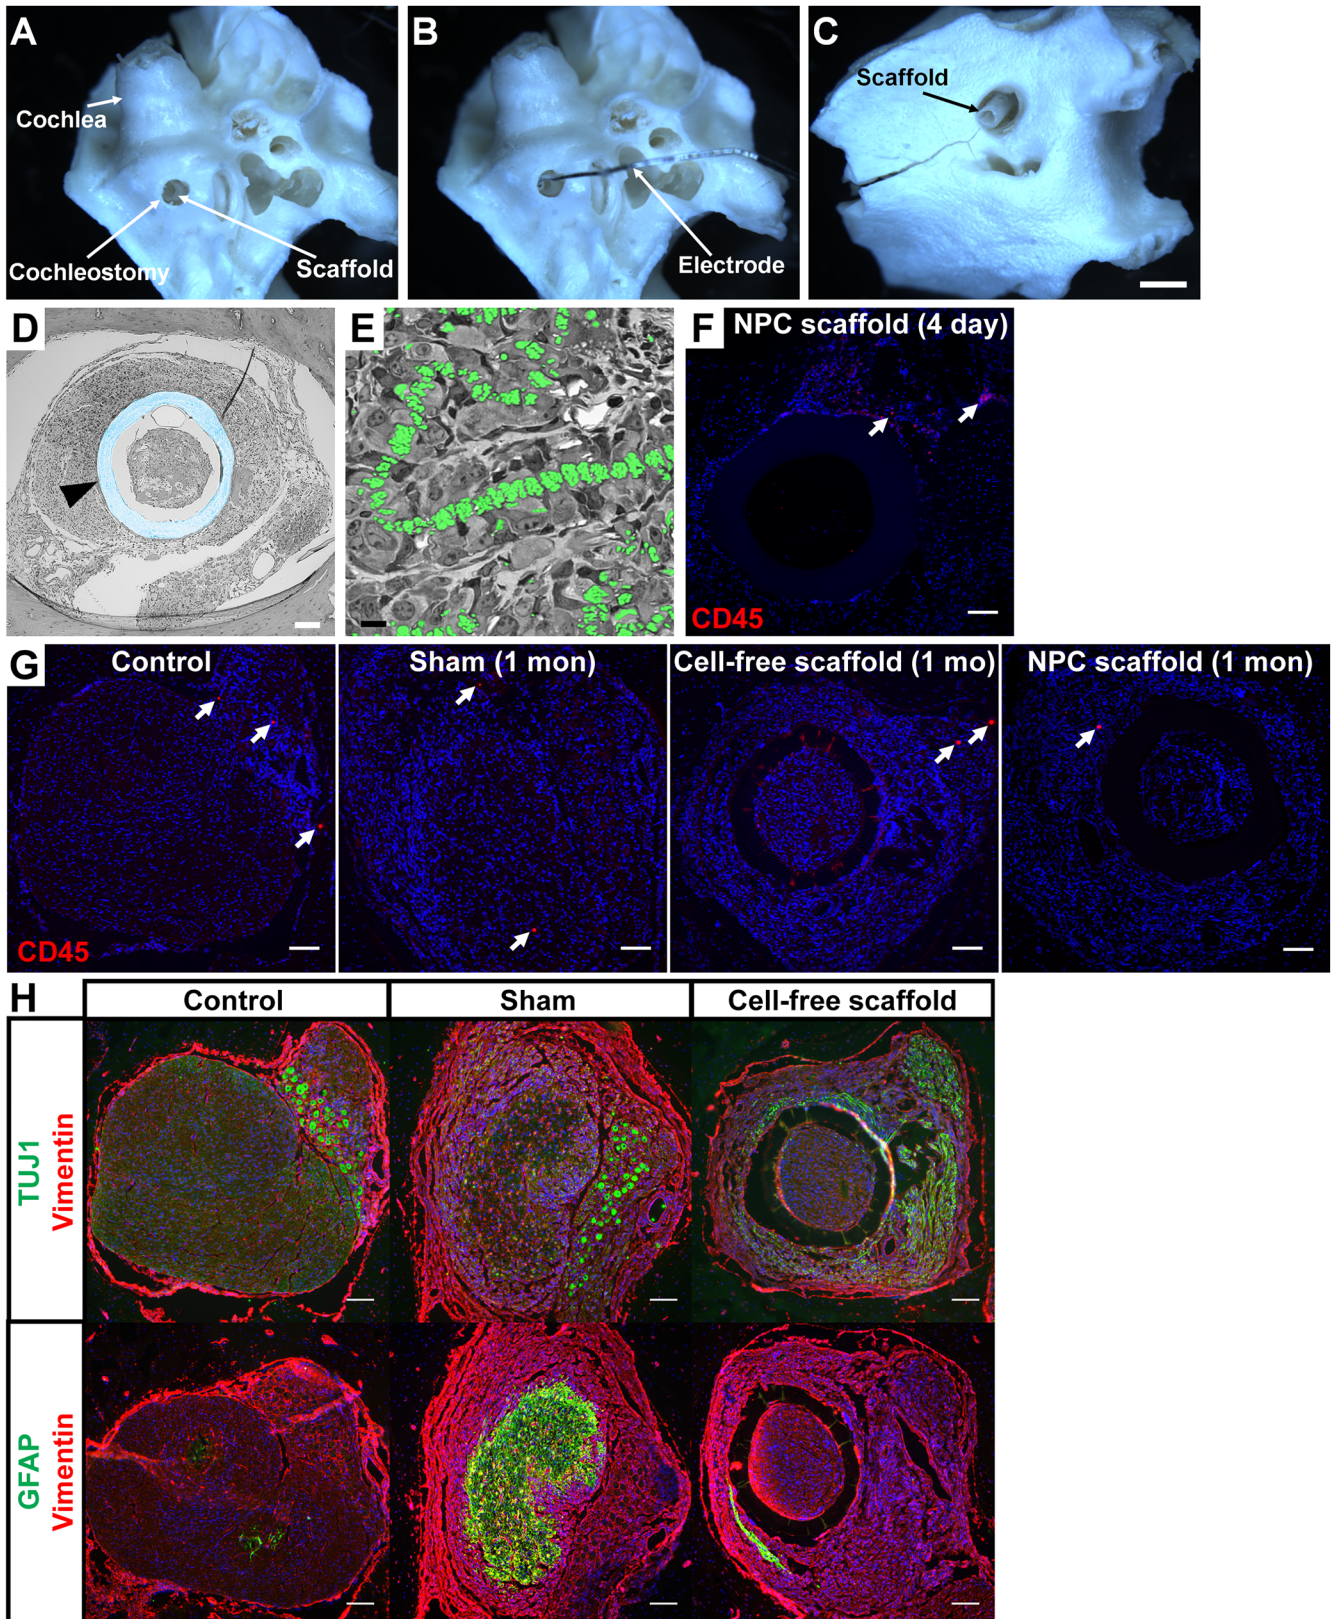 A
Cochlea
Cochleostomy
Scaffold
B
Electrode
C
Scaffold
D
E
F
NPC scaffold (4 day)
CD45
G
Control
Sham (1 mon)
Cell-free scaffold (1 mo)
NPC scaffold (1 mon)
CD45
H
Control
Sham
Cell-free scaffold
TUJ1
Vimentin
GFAP
Vimentin